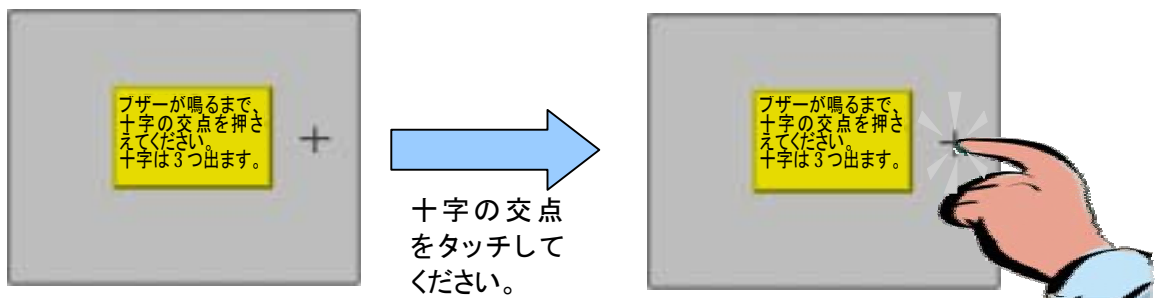 ブザーが鳴るまで、
十字の交点を押さ
えてください。
十字は3つ出ます。
十字の交点
をタッチして
ください。
ブザーが鳴るまで、
十字の交点を押さ
えてください。
十字は3つ出ます。